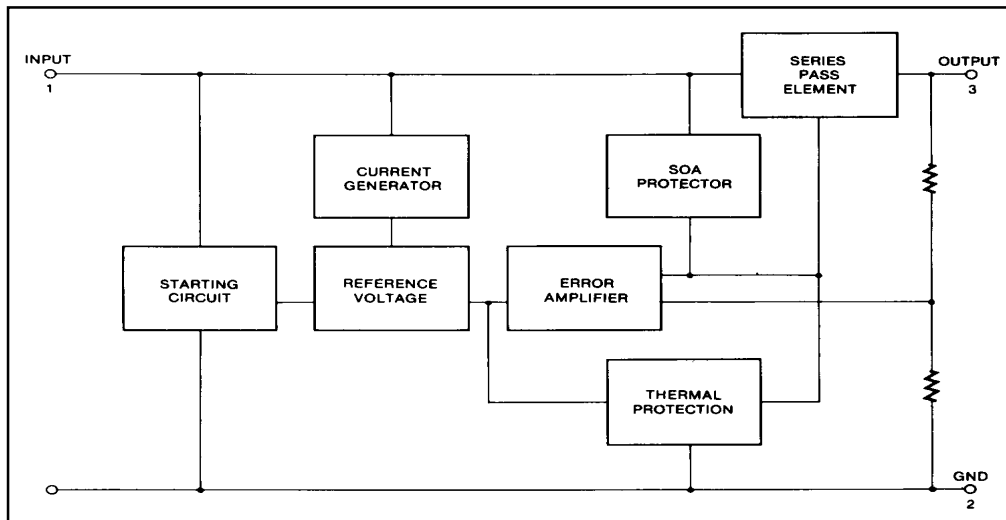 INPUT
1
SERIES
PASS
ELEMENT
OUTPUT
3
CURRENT
GENERATOR
SOA
PROTECTOR
STARTING
CIRCUIT
REFERENCE
VOLTAGE
ERROR
AMPLIFIER
THERMAL
PROTECTION
GND
2